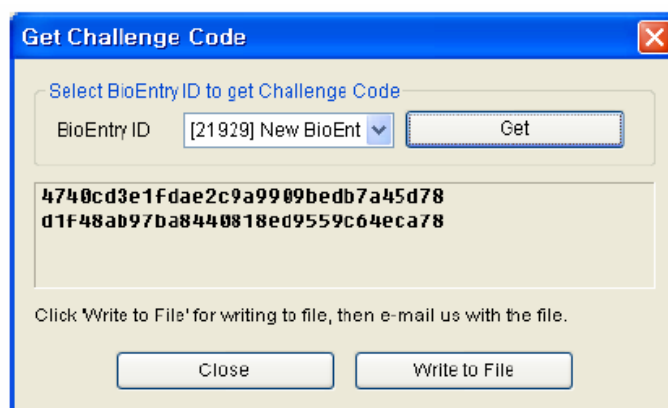 Get Challenge Code
Select BioEntry ID to get Challenge Code
BioEntry ID
[21929] New BioEnt
Get
4740cd3e1fdae2c9a9909bedb7a45d78
d1f48ab97ba8440818ed9559c64eca78
Click 'Write to File' for writing to file, then e-mail us with the file.
Close
Write to File